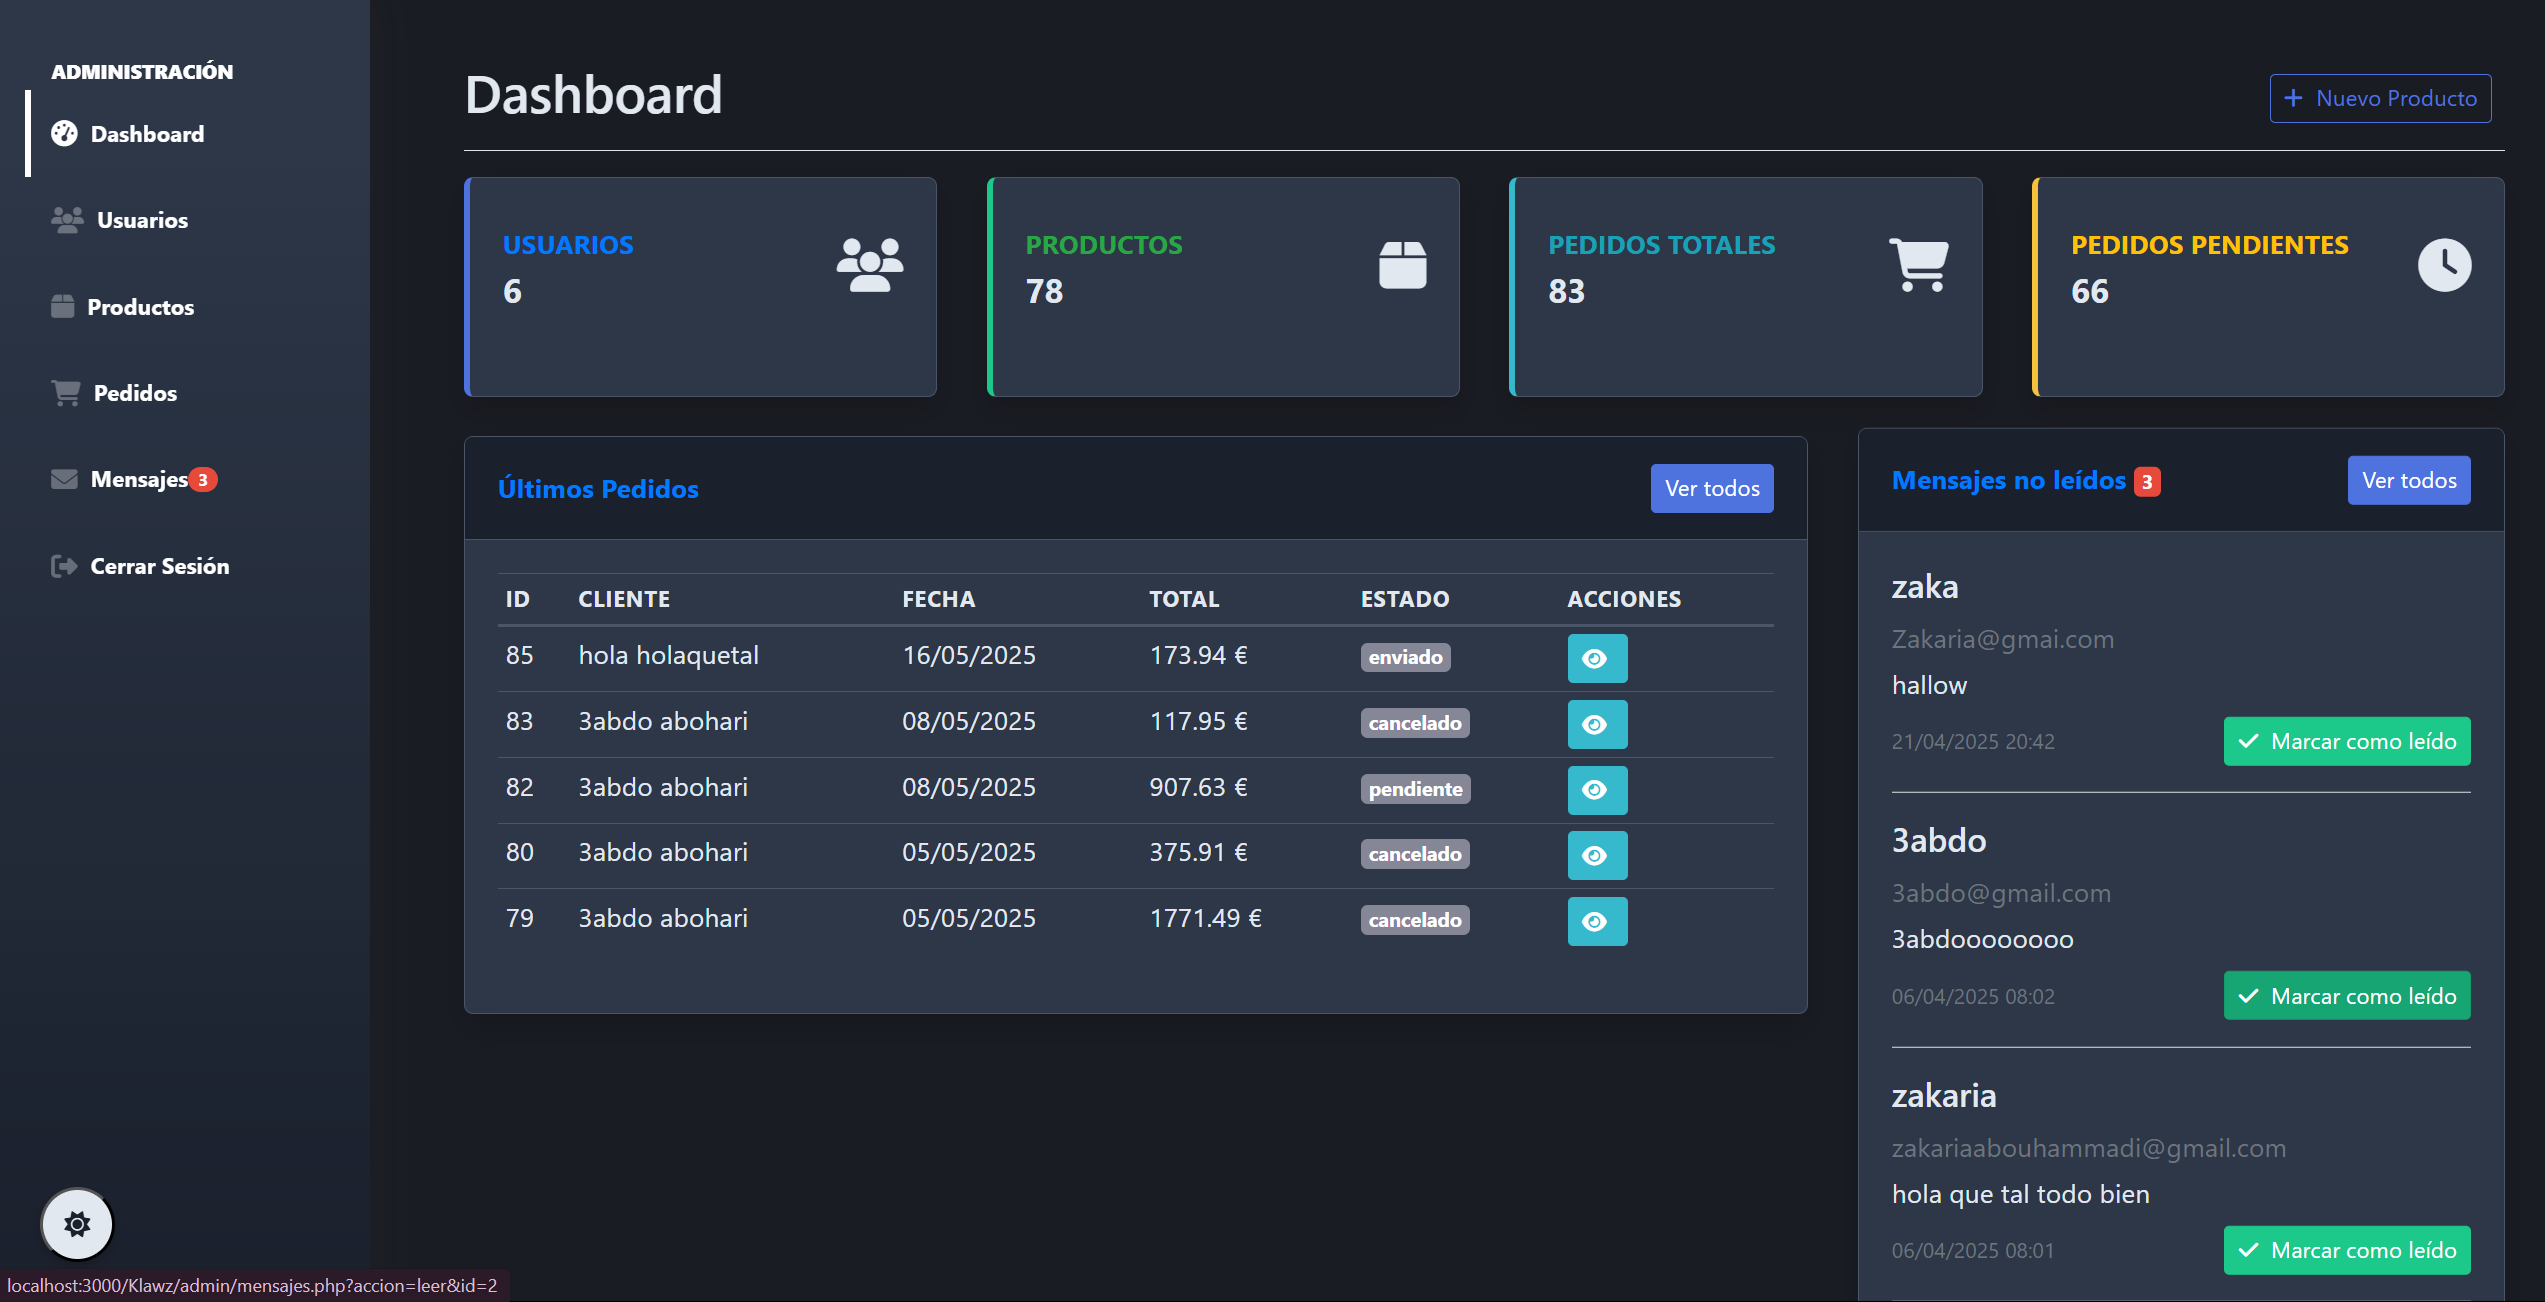 ADMINISTRACIÓN
Dashboard
Usuarios
Productos
Pedidos
Mensajes 3
Cerrar Sesión
Dashboard
Nuevo Producto
USUARIOS
6
PRODUCTOS
78
PEDIDOS TOTALES
83
PEDIDOS PENDIENTES
66
Últimos Pedidos
Ver todos
ID CLIENTE FECHA TOTAL ESTADO ACCIONES
85 hola holaquetal 16/05/2025 173.94 € enviado
83 3abdo abohari 08/05/2025 117.95 € cancelado
82 3abdo abohari 08/05/2025 907.63 € pendiente
80 3abdo abohari 05/05/2025 375.91 € cancelado
79 3abdo abohari 05/05/2025 1771.49 € cancelado
Mensajes no leídos 3
Ver todos
zaka
Zakaria@gmai.com
hallow
21/04/2025 20:42 Marcar como leído
3abdo
3abdo@gmail.com
3abdoooooooo
06/04/2025 08:02 Marcar como leído
zakaria
zakariaabouhammadi@gmail.com
hola que tal todo bien
06/04/2025 08:01 Marcar como leído
localhost:3000/Klawz/admin/mensajes.php?accion=leer&id=2